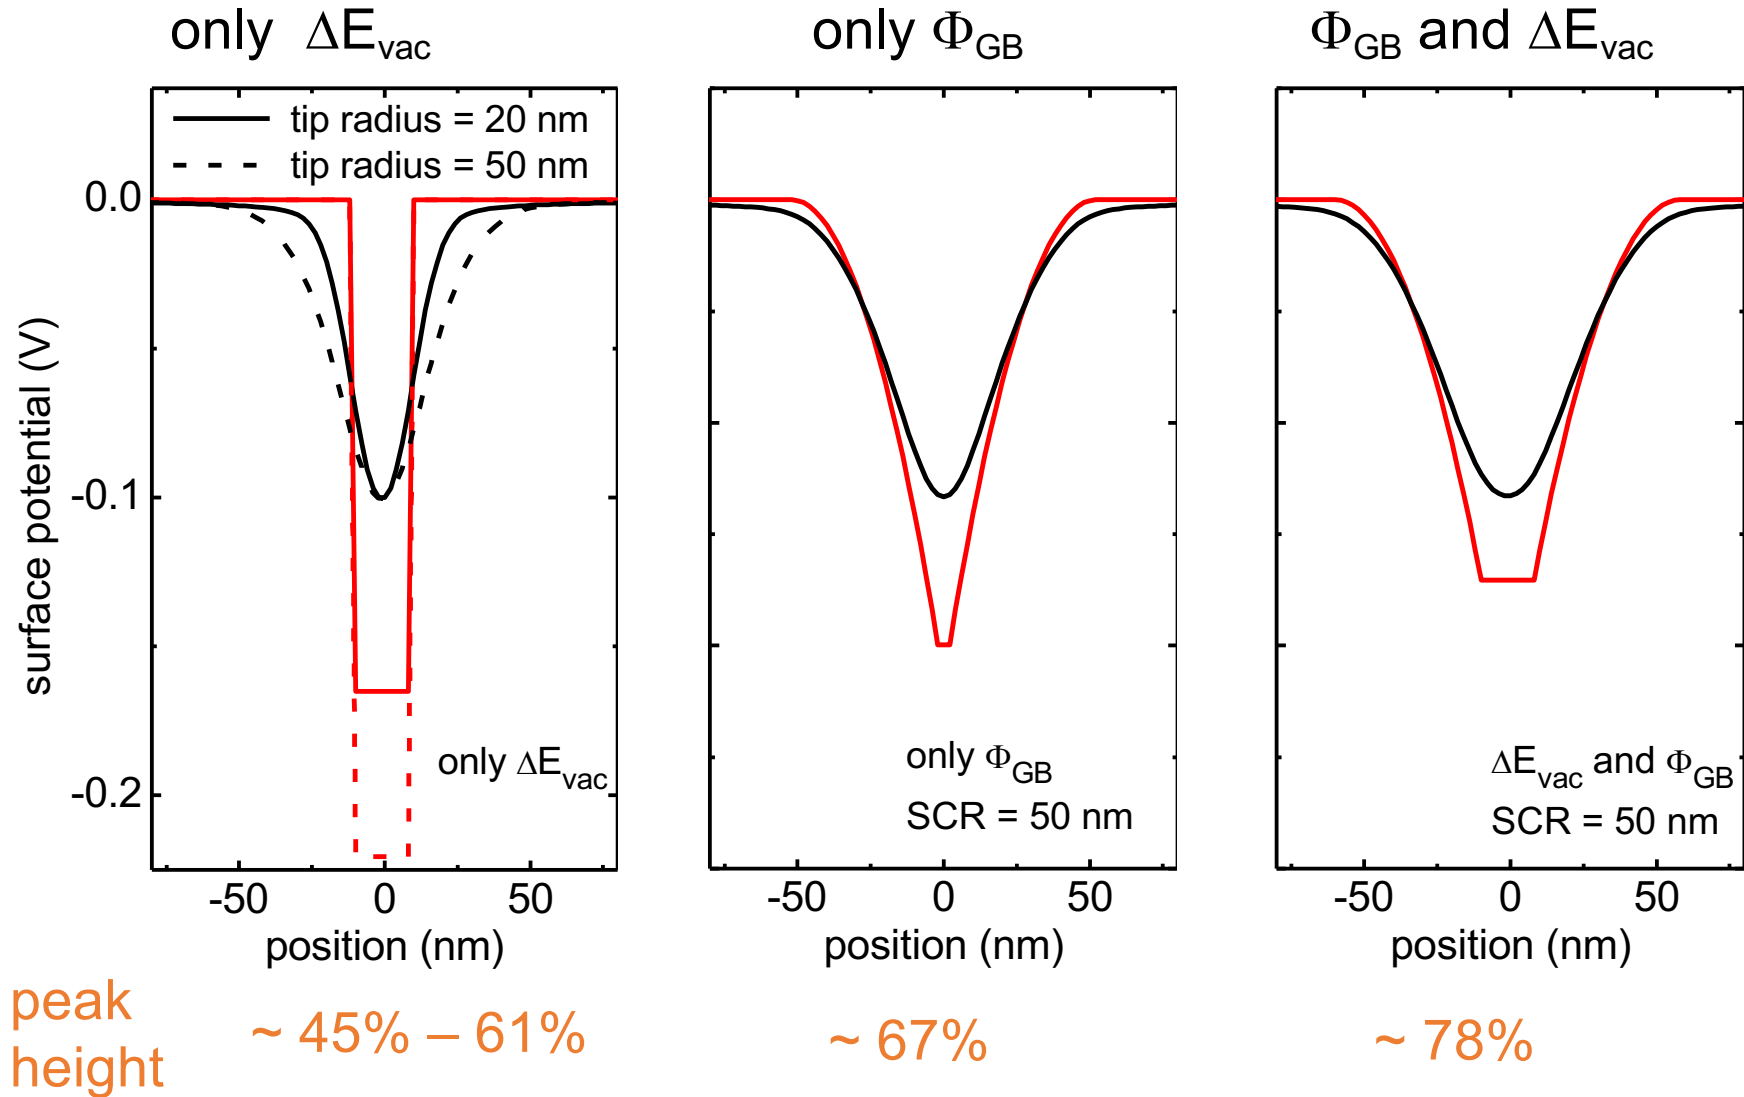 only ΔEvac
only ΦGB
ΦGB and ΔEvac
tip radius = 20 nm
tip radius = 50 nm
0.0
-0.1
-0.2
surface potential (V)
only ΔEvac
only ΦGB
SCR = 50 nm
ΔEvac and ΦGB
SCR = 50 nm
-50 0 50
-50 0 50
-50 0 50
position (nm)
position (nm)
position (nm)
peak
height
~ 45% – 61%
~ 67%
~ 78%